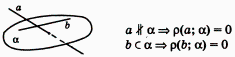 a
b
α
a ∦ α ⇒ ρ(a; α) = 0
b ⊂ α ⇒ ρ(b; α) = 0